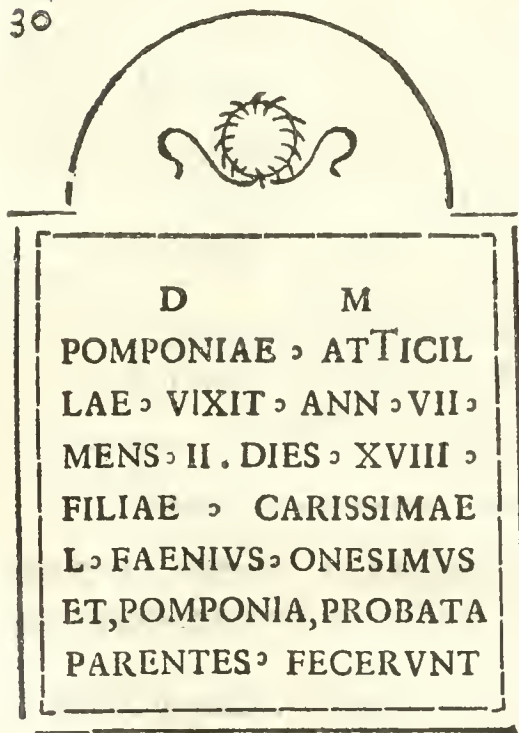 30
D M
POMPONIAE ɔ ATTICIL
LAE ɔ VIXIT ɔ ANN ɔ VII ɔ
MENS ɔ II . DIES ɔ XVIII ɔ
FILIAE ɔ CARISSIMAE
L ɔ FAENIVS ɔ ONESIMVS
ET,POMPONIA,PROBATA
PARENTES ɔ FECERVNT